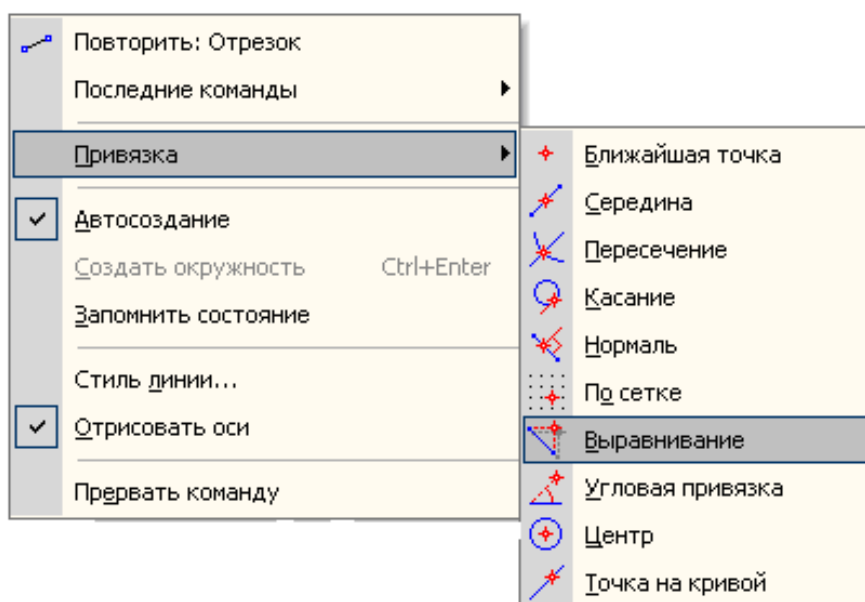 Повторить: Отрезок
Последние команды
Привязка
Автосоздание
Создать окружность Ctrl+Enter
Запомнить состояние
Стиль линии...
Отрисовать оси
Прервать команду
Ближайшая точка
Середина
Пересечение
Касание
Нормаль
По сетке
Выравнивание
Угловая привязка
Центр
Точка на кривой